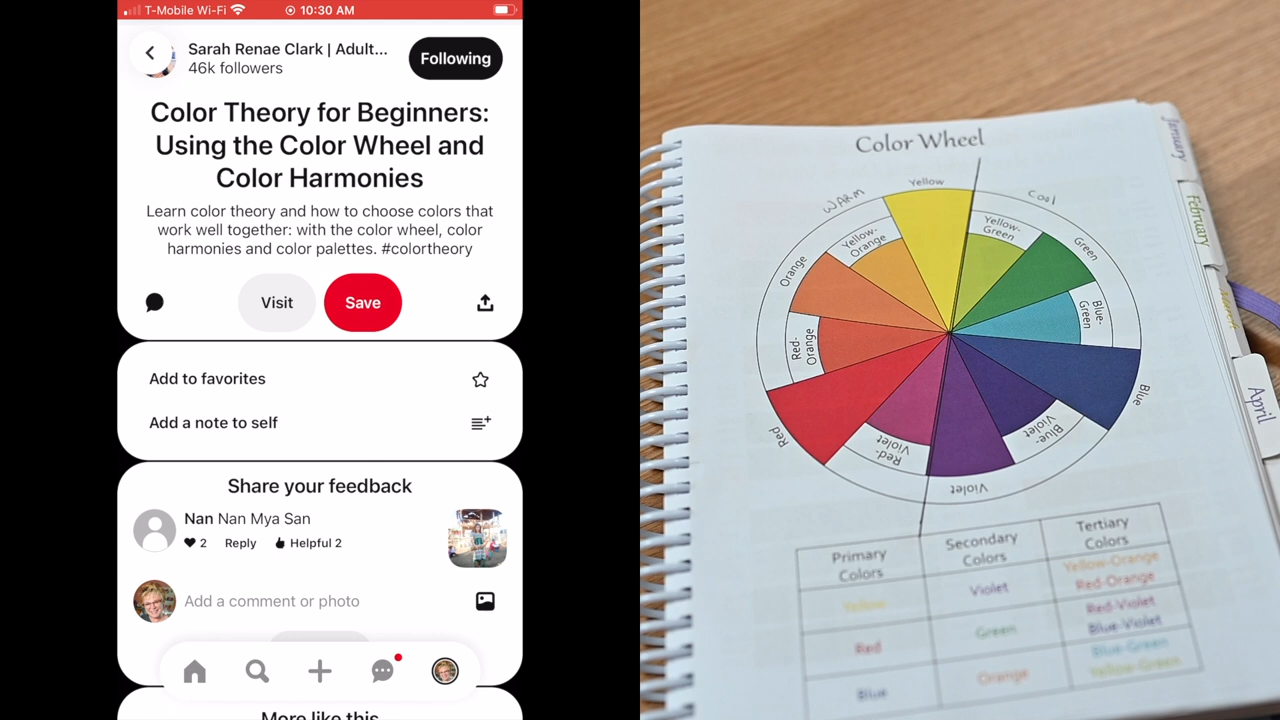 T-Mobile Wi-Fi 10:30 AM
Sarah Renae Clark | Adult...
46k followers
Following
Color Theory for Beginners:
Using the Color Wheel and
Color Harmonies
Learn color theory and how to choose colors that
work well together: with the color wheel, color
harmonies and color palettes. #colortheory
Visit
Save
Add to favorites
Add a note to self
Share your feedback
Nan Nan Mya San
2 Reply Helpful 2
Add a comment or photo
More like this
Color Wheel
Warm
Yellow
Cool
Yellow-
Orange
Yellow-
Green
Orange
Green
Red-
Orange
Blue-
Green
Red
Blue
Red-
Violet
Blue-
Violet
Violet
Primary
Colors
Secondary
Colors
Tertiary
Colors
Yellow
Violet
Yellow-Orange
Red-Orange
Red
Green
Red-Violet
Blue-Violet
Blue
Orange
Blue-Green
Yellow-Green
January
February
March
April